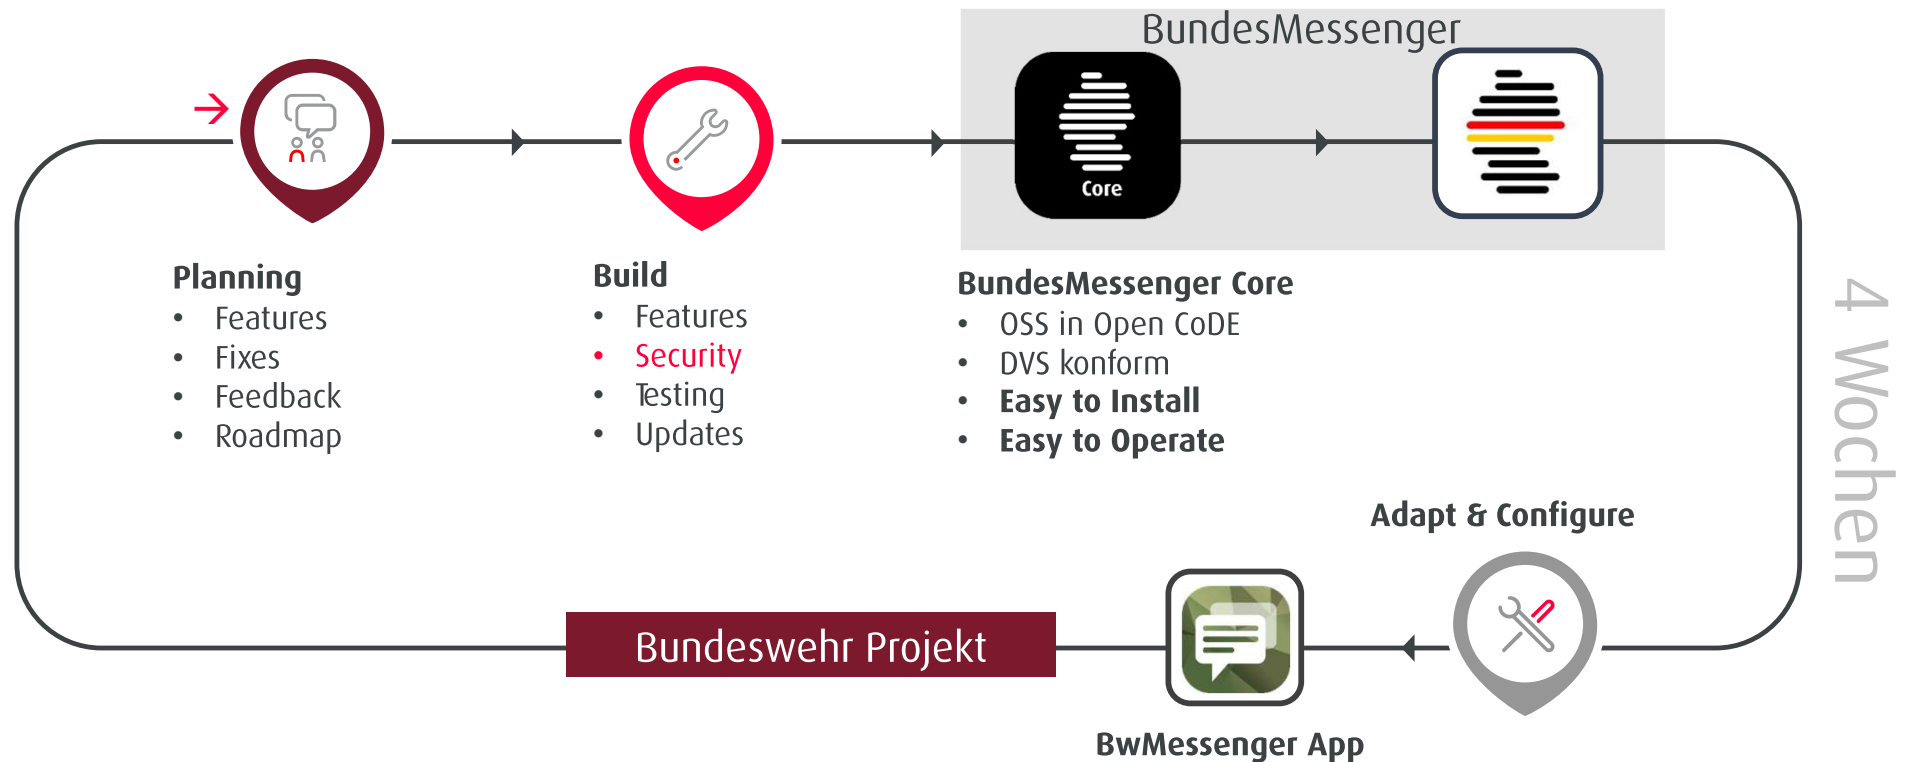 BundesMessenger
Core
Planning
• Features
• Fixes
• Feedback
• Roadmap
Build
• Features
• Security
• Testing
• Updates
BundesMessenger Core
• OSS in Open CoDE
• DVS konform
• Easy to Install
• Easy to Operate
4 Wochen
Adapt & Configure
Bundeswehr Projekt
BwMessenger App